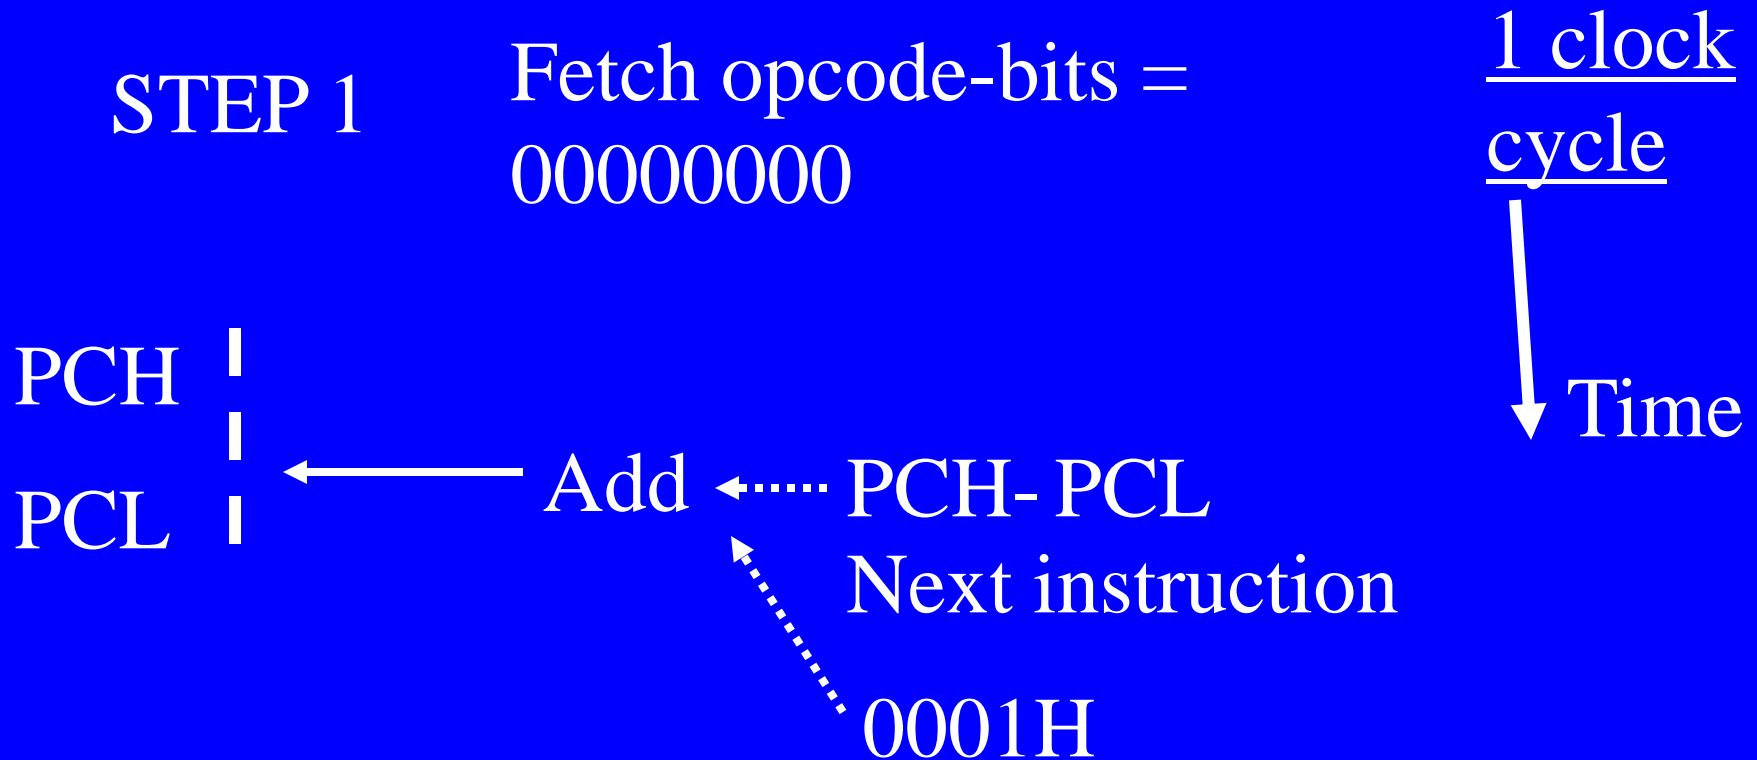 STEP 1
Fetch opcode-bits =
00000000
1 clock
cycle
PCH
PCL
Time
Add
PCH- PCL
Next instruction
0001H